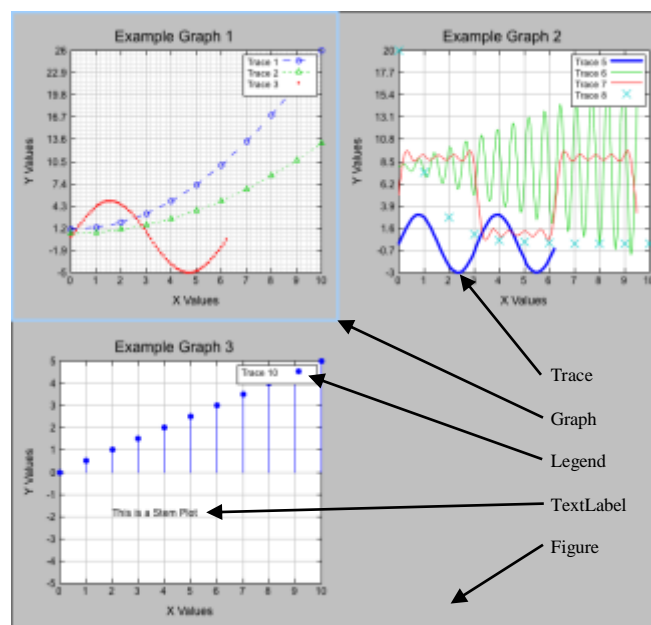 Example Graph 1
26
22.9
19.8
16.7
13.6
10.5
7.4
4.3
1.2
-1.9
-5
Y Values
0 1 2 3 4 5 6 7 8 9 10
X Values
Trace 1
Trace 2
Trace 3
Example Graph 2
20
17.7
15.4
13.1
10.8
8.5
6.2
3.9
1.6
-0.7
-3
Y Values
0 1 2 3 4 5 6 7 8 9 10
X Values
Trace 5
Trace 6
Trace 7
Trace 8
Example Graph 3
5
4
3
2
1
0
-1
-2
-3
-4
-5
Y Values
0 1 2 3 4 5 6 7 8 9 10
X Values
Trace 10
This is a Stem Plot
Trace
Graph
Legend
TextLabel
Figure